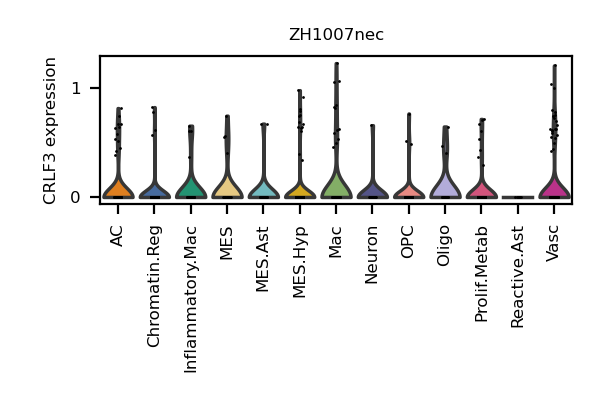 ZH1007nec
CRLF3 expression
1
0
AC
Chromatin.Reg
Inflammatory.Mac
MES
MES.Ast
MES.Hyp
Mac
Neuron
OPC
Oligo
Prolif.Metab
Reactive.Ast
Vasc